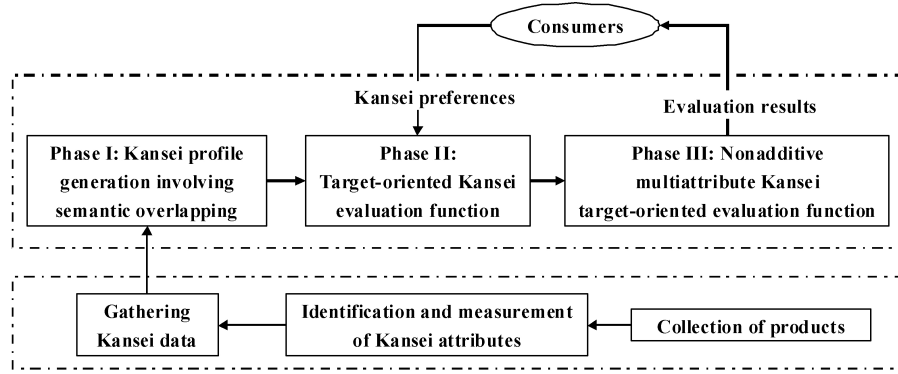 Consumers
Kansei preferences
Evaluation results
Phase I: Kansei profile
generation involving
semantic overlapping
Phase II:
Target-oriented Kansei
evaluation function
Phase III: Nonadditive
multiattribute Kansei
target-oriented evaluation function
Gathering
Kansei data
Identification and measurement
of Kansei attributes
Collection of products